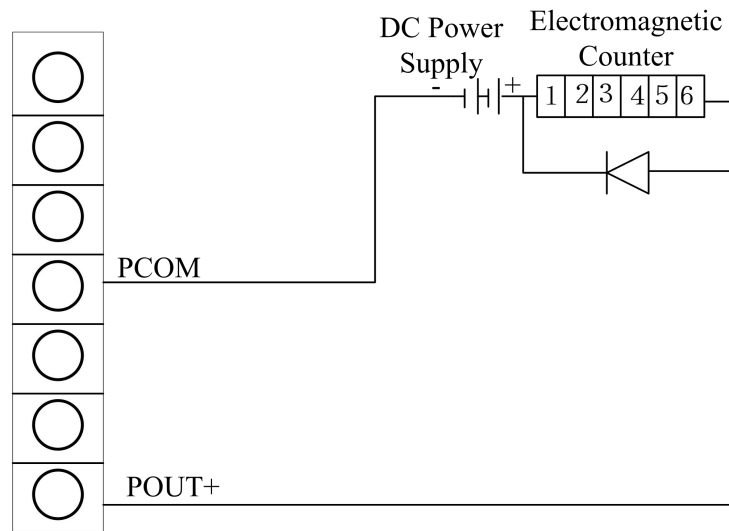 DC Power
Supply
Electromagnetic
Counter
- +
1 2 3 4 5 6
PCOM
POUT+